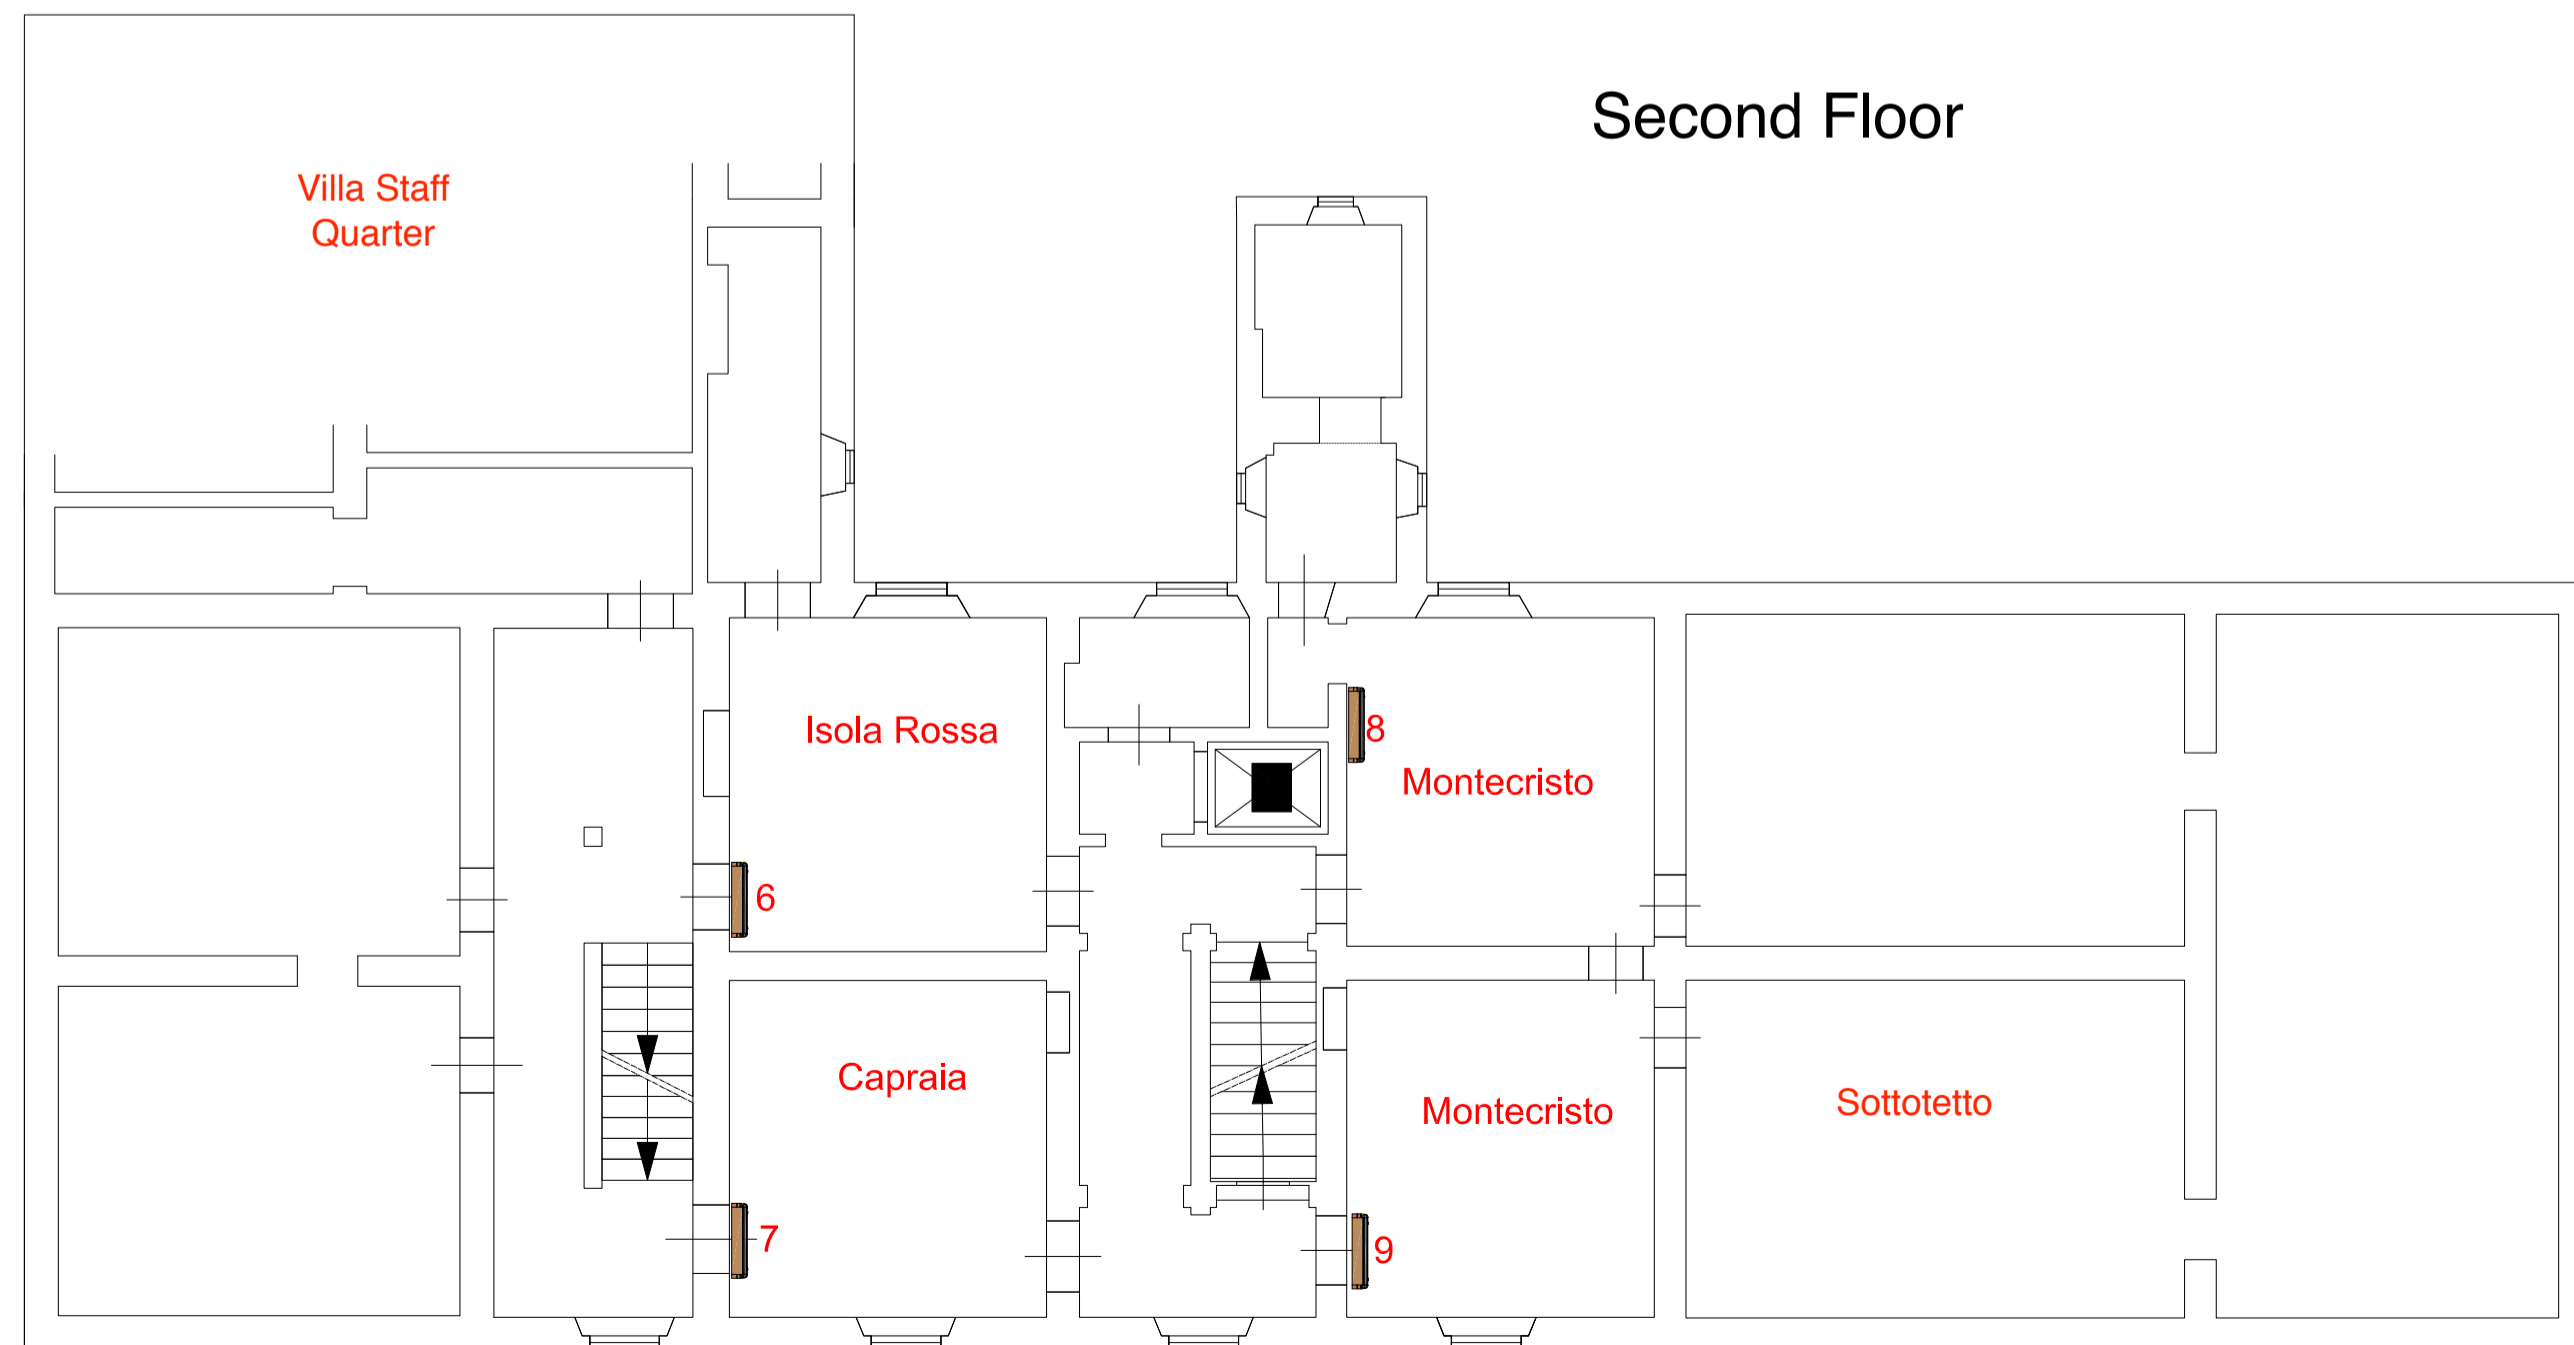 Second Floor
Villa Staff
Quarter
Isola Rossa
8
Montecristo
6
Capraia
Montecristo
Sottotetto
7
9